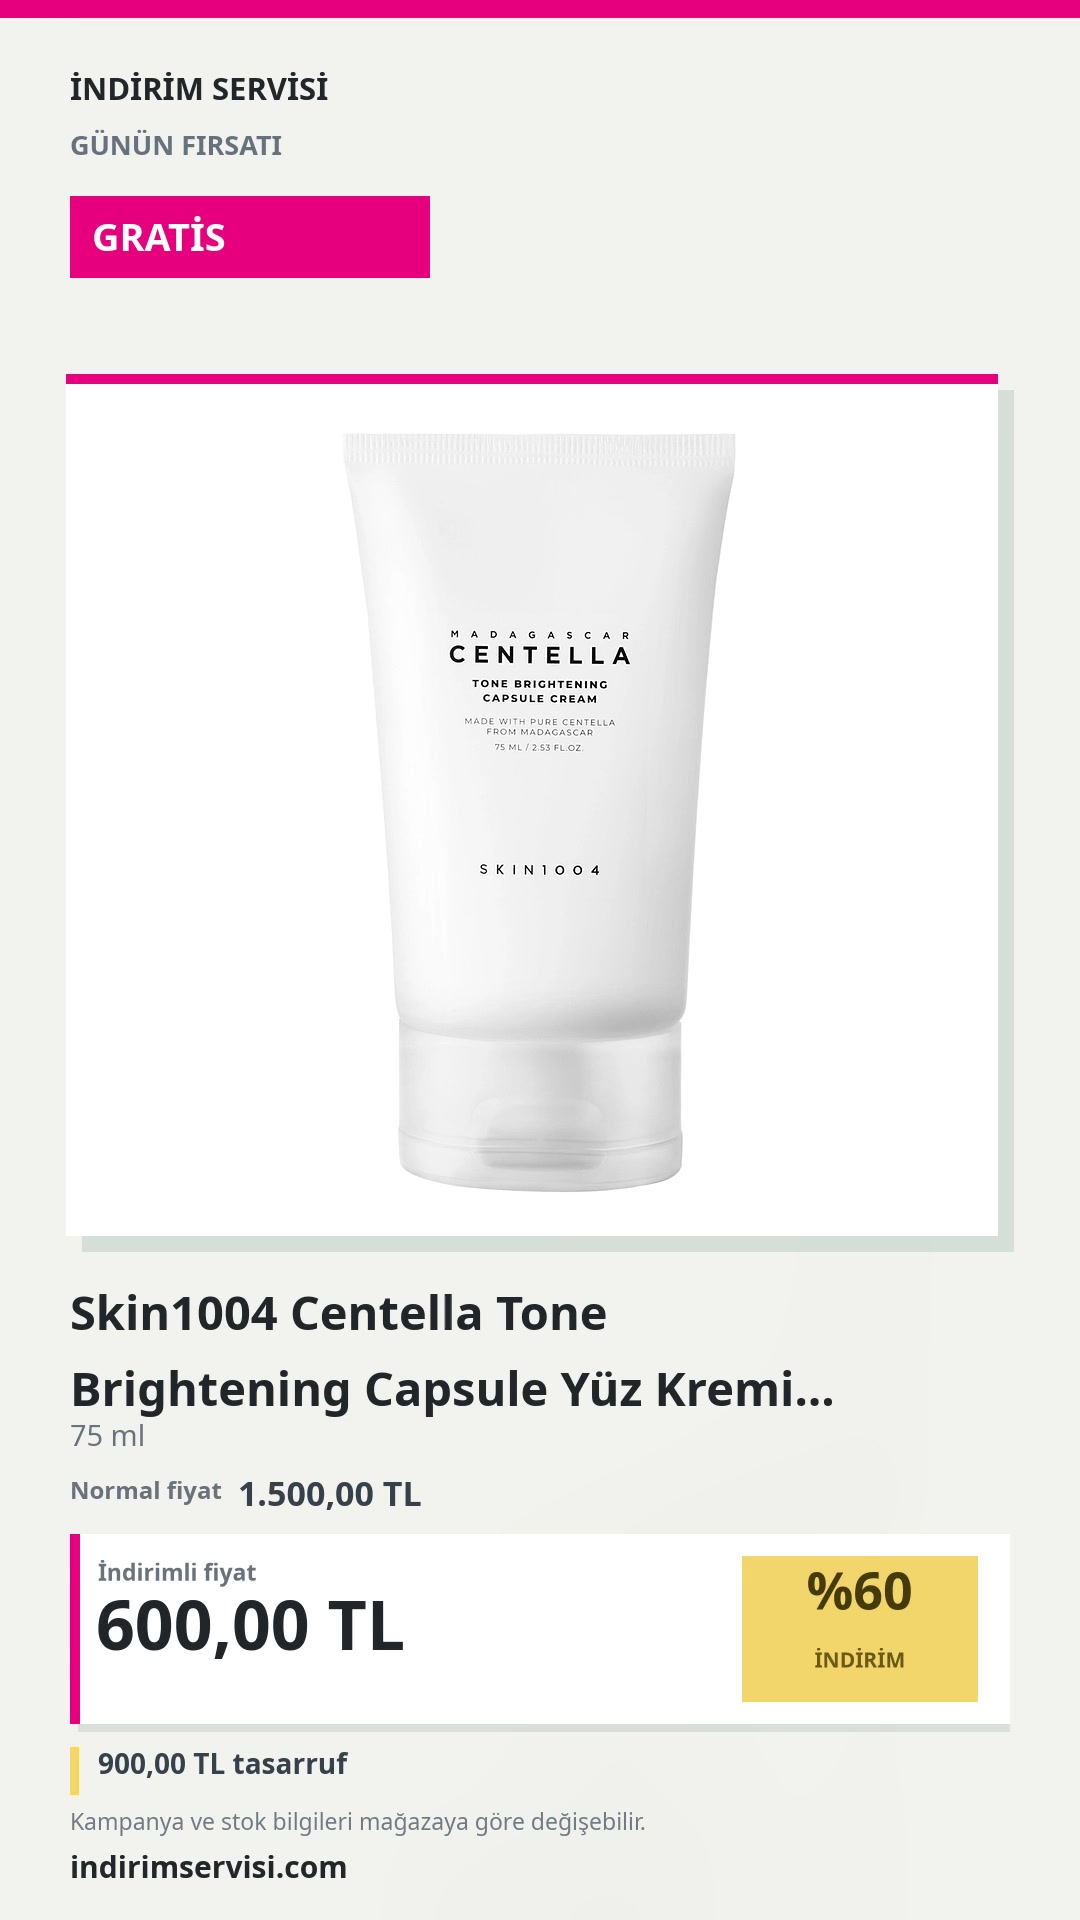 İNDİRİM SERVİSİ
GÜNÜN FIRSATI
GRATİS
MADAGASCAR
CENTELLA
TONE BRIGHTENING
CAPSULE CREAM
MADE WITH PURE CENTELLA
FROM MADAGASCAR
75 ML / 2.53 FL.OZ.
SKIN1004
Skin1004 Centella Tone
Brightening Capsule Yüz Kremi...
75 ml
Normal fiyat 1.500,00 TL
İndirimli fiyat
600,00 TL
%60
İNDİRİM
900,00 TL tasarruf
Kampanya ve stok bilgileri mağazaya göre değişebilir.
indirimservisi.com